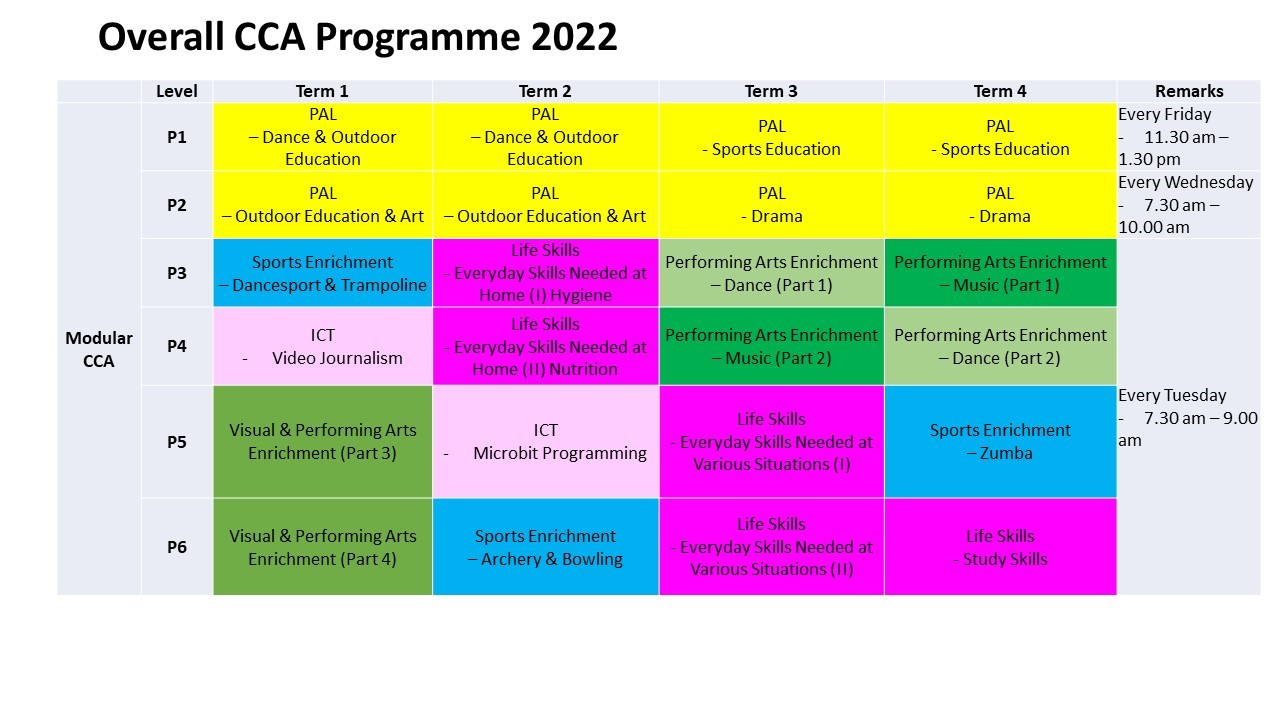 Overall CCA Programme 2022
Level
Term 1
Term 2
Term 3
Term 4
Remarks
Modular
CCA
P1
PAL
– Dance & Outdoor
Education
PAL
– Dance & Outdoor
Education
PAL
- Sports Education
PAL
- Sports Education
Every Friday
- 11.30 am –
1.30 pm
P2
PAL
– Outdoor Education & Art
PAL
– Outdoor Education & Art
PAL
- Drama
PAL
- Drama
Every Wednesday
- 7.30 am –
10.00 am
P3
Sports Enrichment
– Dancesport & Trampoline
Life Skills
- Everyday Skills Needed at
Home (I) Hygiene
Performing Arts Enrichment
– Dance (Part 1)
Performing Arts Enrichment
– Music (Part 1)
Every Tuesday
- 7.30 am – 9.00
am
P4
ICT
- Video Journalism
Life Skills
- Everyday Skills Needed at
Home (II) Nutrition
Performing Arts Enrichment
– Music (Part 2)
Performing Arts Enrichment
– Dance (Part 2)
P5
Visual & Performing Arts
Enrichment (Part 3)
ICT
- Microbit Programming
Life Skills
- Everyday Skills Needed at
Various Situations (I)
Sports Enrichment
– Zumba
P6
Visual & Performing Arts
Enrichment (Part 4)
Sports Enrichment
– Archery & Bowling
Life Skills
- Everyday Skills Needed at
Various Situations (II)
Life Skills
- Study Skills